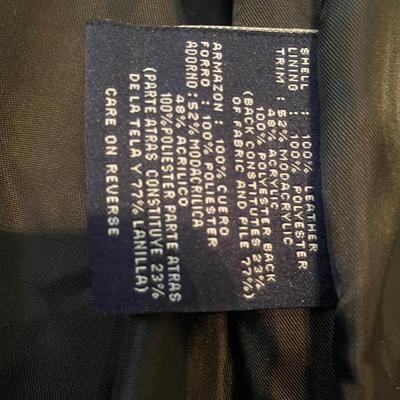 SHELL : 100% LEATHER
LINING : 100% POLYESTER
TRIM : 52% MODACRYLIC
48% ACRYLIC
100% POLYESTER BACK
(BACK CONSTITUTES 23%
OF FABRIC AND PILE 77%)
ARMAZON : 100% CUERO
FORRO : 100% POLYESTER
ADORNO : 52% MODACRILICA
48% ACRILICO
100% POLIESTER PARTE ATRAS
(PARTE ATRAS CONSTITUYE 23%
DE LA TELA Y 77% LANILLA)
CARE ON REVERSE